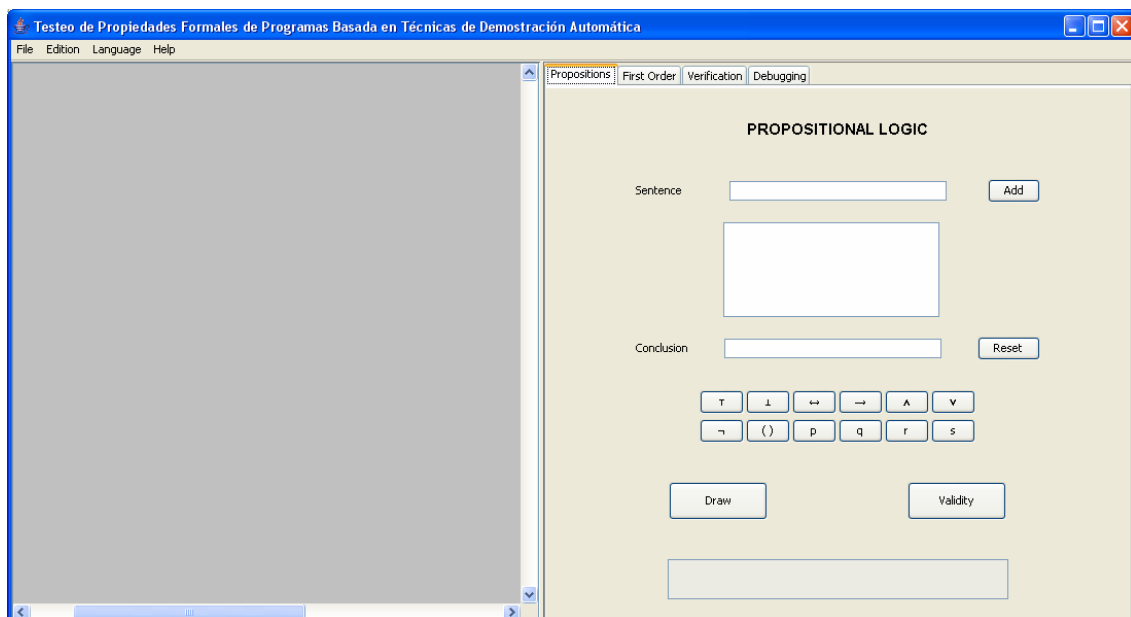 Testeo de Propiedades Formales de Programas Basada en Técnicas de Demostración Automática
File Edition Language Help
Propositions First Order Verification Debugging
PROPOSITIONAL LOGIC
Sentence Add
Conclusion Reset
⊤ ⊥ ↔ → ∧ ∨
¬ () p q r s
Draw Validity